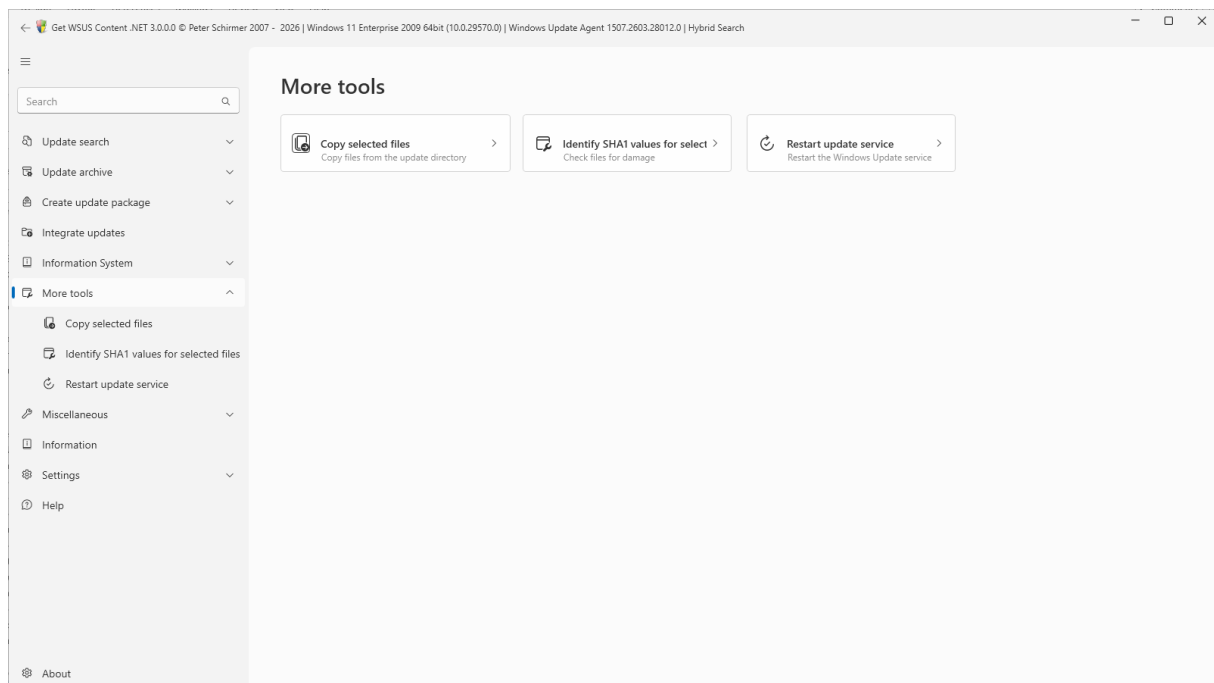 Get WSUS Content .NET 3.0.0.0 © Peter Schirmer 2007 - 2026 | Windows 11 Enterprise 2009 64bit (10.0.29570.0) | Windows Update Agent 1507.2603.28012.0 | Hybrid Search
Search
Update search
Update archive
Create update package
Integrate updates
Information System
More tools
Copy selected files
Identify SHA1 values for selected files
Restart update service
Miscellaneous
Information
Settings
Help
About
More tools
Copy selected files
Copy files from the update directory
Identify SHA1 values for select
Check files for damage
Restart update service
Restart the Windows Update service